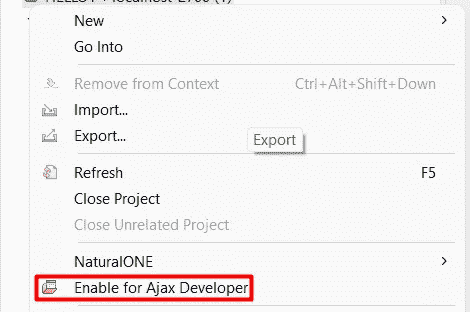 New
Go Into
Remove from Context Ctrl+Alt+Shift+Down
Import...
Export...
Export
Refresh F5
Close Project
Close Unrelated Project
NaturalONE
Enable for Ajax Developer